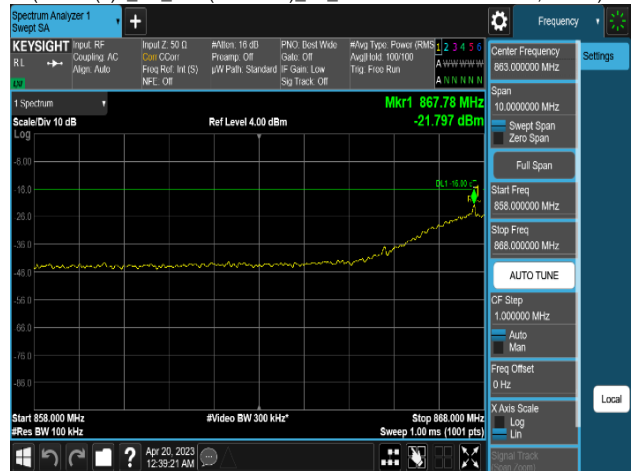 Spectrum Analyzer 1
Swept SA
Frequency
KEYSIGHT
RL
Input: RF
Coupling: AC
Align: Auto
Input Z: 50 Ω
Corr CCorr
Freq Ref: Int (S)
NFE: Off
#Atten: 16 dB
Preamp: Off
µW Path: Standard
PNO: Best Wide
Gate: Off
IF Gain: Low
Sig Track: Off
#Avg Type: Power (RMS
Avg|Hold: 100/100
Trig: Free Run
1 2 3 4 5 6
A W W W W W
A N N N N N
1 Spectrum
Scale/Div 10 dB
Log
Ref Level 4.00 dBm
Mkr1 867.78 MHz
-21.797 dBm
DL1 -16.00
-6.00
-16.0
-26.0
-36.0
-46.0
-56.0
-66.0
-76.0
-86.0
Start 858.000 MHz
#Res BW 100 kHz
#Video BW 300 kHz*
Stop 868.000 MHz
Sweep 1.00 ms (1001 pts)
Apr 20, 2023
12:39:21 AM
Center Frequency
863.000000 MHz
Settings
Span
10.0000000 MHz
Swept Span
Zero Span
Full Span
Start Freq
858.000000 MHz
Stop Freq
868.000000 MHz
AUTO TUNE
CF Step
1.000000 MHz
Auto
Man
Freq Offset
0 Hz
X Axis Scale
Log
Lin
Local
Signal Track
(Span Zoom)